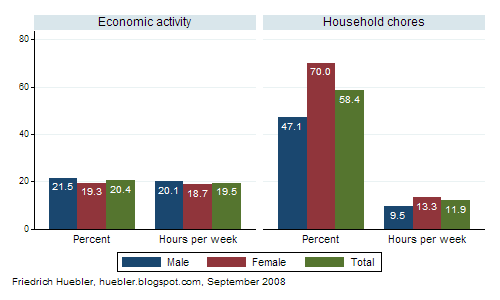 Economic activity Household chores
80
60
40
20
0
21.5 19.3 20.4 20.1 18.7 19.5
47.1 70.0 58.4 9.5 13.3 11.9
Percent Hours per week Percent Hours per week
Male Female Total
Friedrich Huebler, huebler.blogspot.com, September 2008